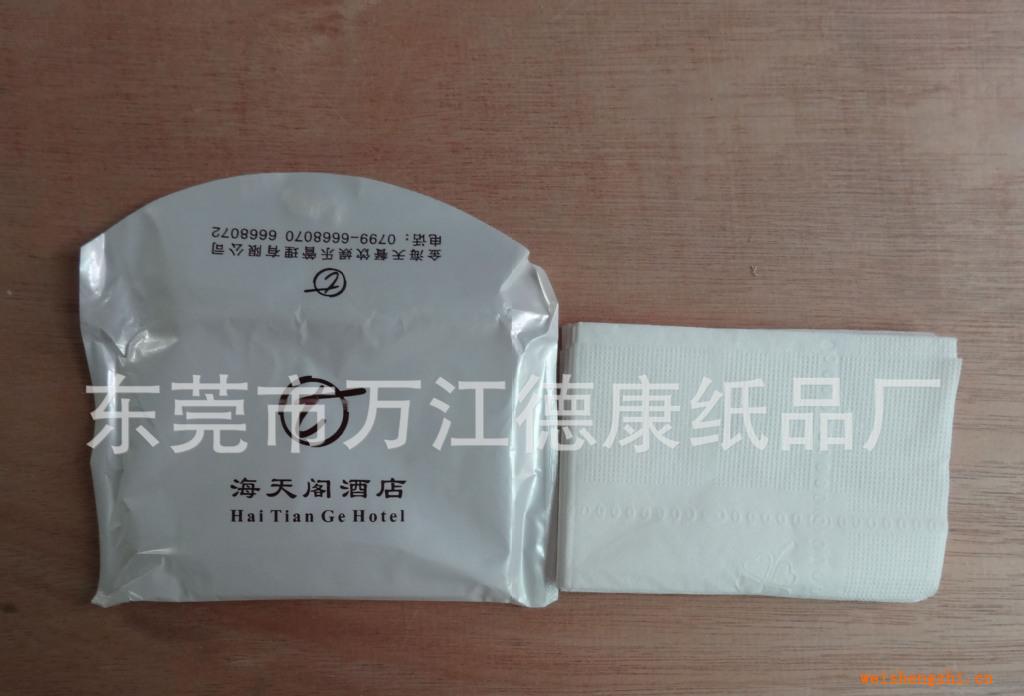 电话：0799-6668070 6668072
金海天餐饮娱乐管理有限公司
东莞市万江德康纸品厂
海天阁酒店
Hai Tian Ge Hotel
weishengzhi.cn